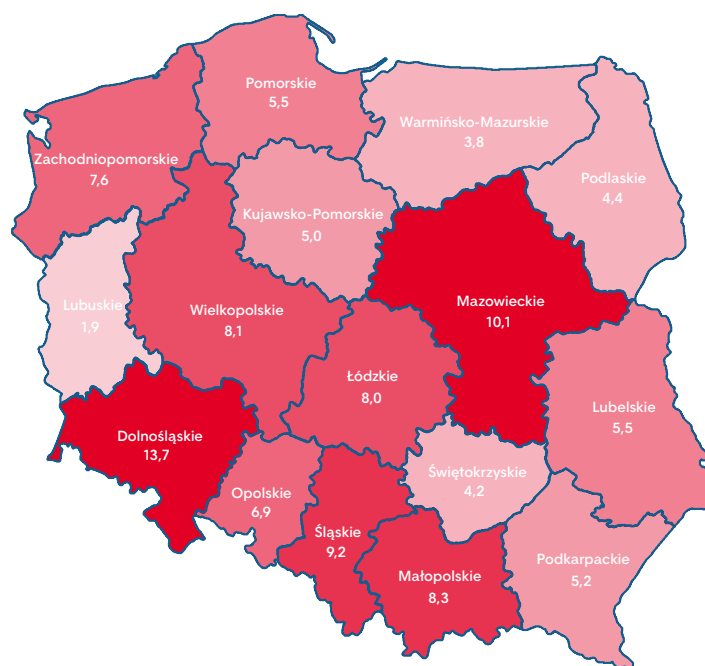 Pomorskie
5,5
Warmińsko-Mazurskie
3,8
Zachodniopomorskie
7,6
Podlaskie
4,4
Kujawsko-Pomorskie
5,0
Lubuskie
1,9
Wielkopolskie
8,1
Mazowieckie
10,1
Łódzkie
8,0
Lubelskie
5,5
Dolnośląskie
13,7
Świętokrzyskie
4,2
Opolskie
6,9
Śląskie
9,2
Małopolskie
8,3
Podkarpackie
5,2